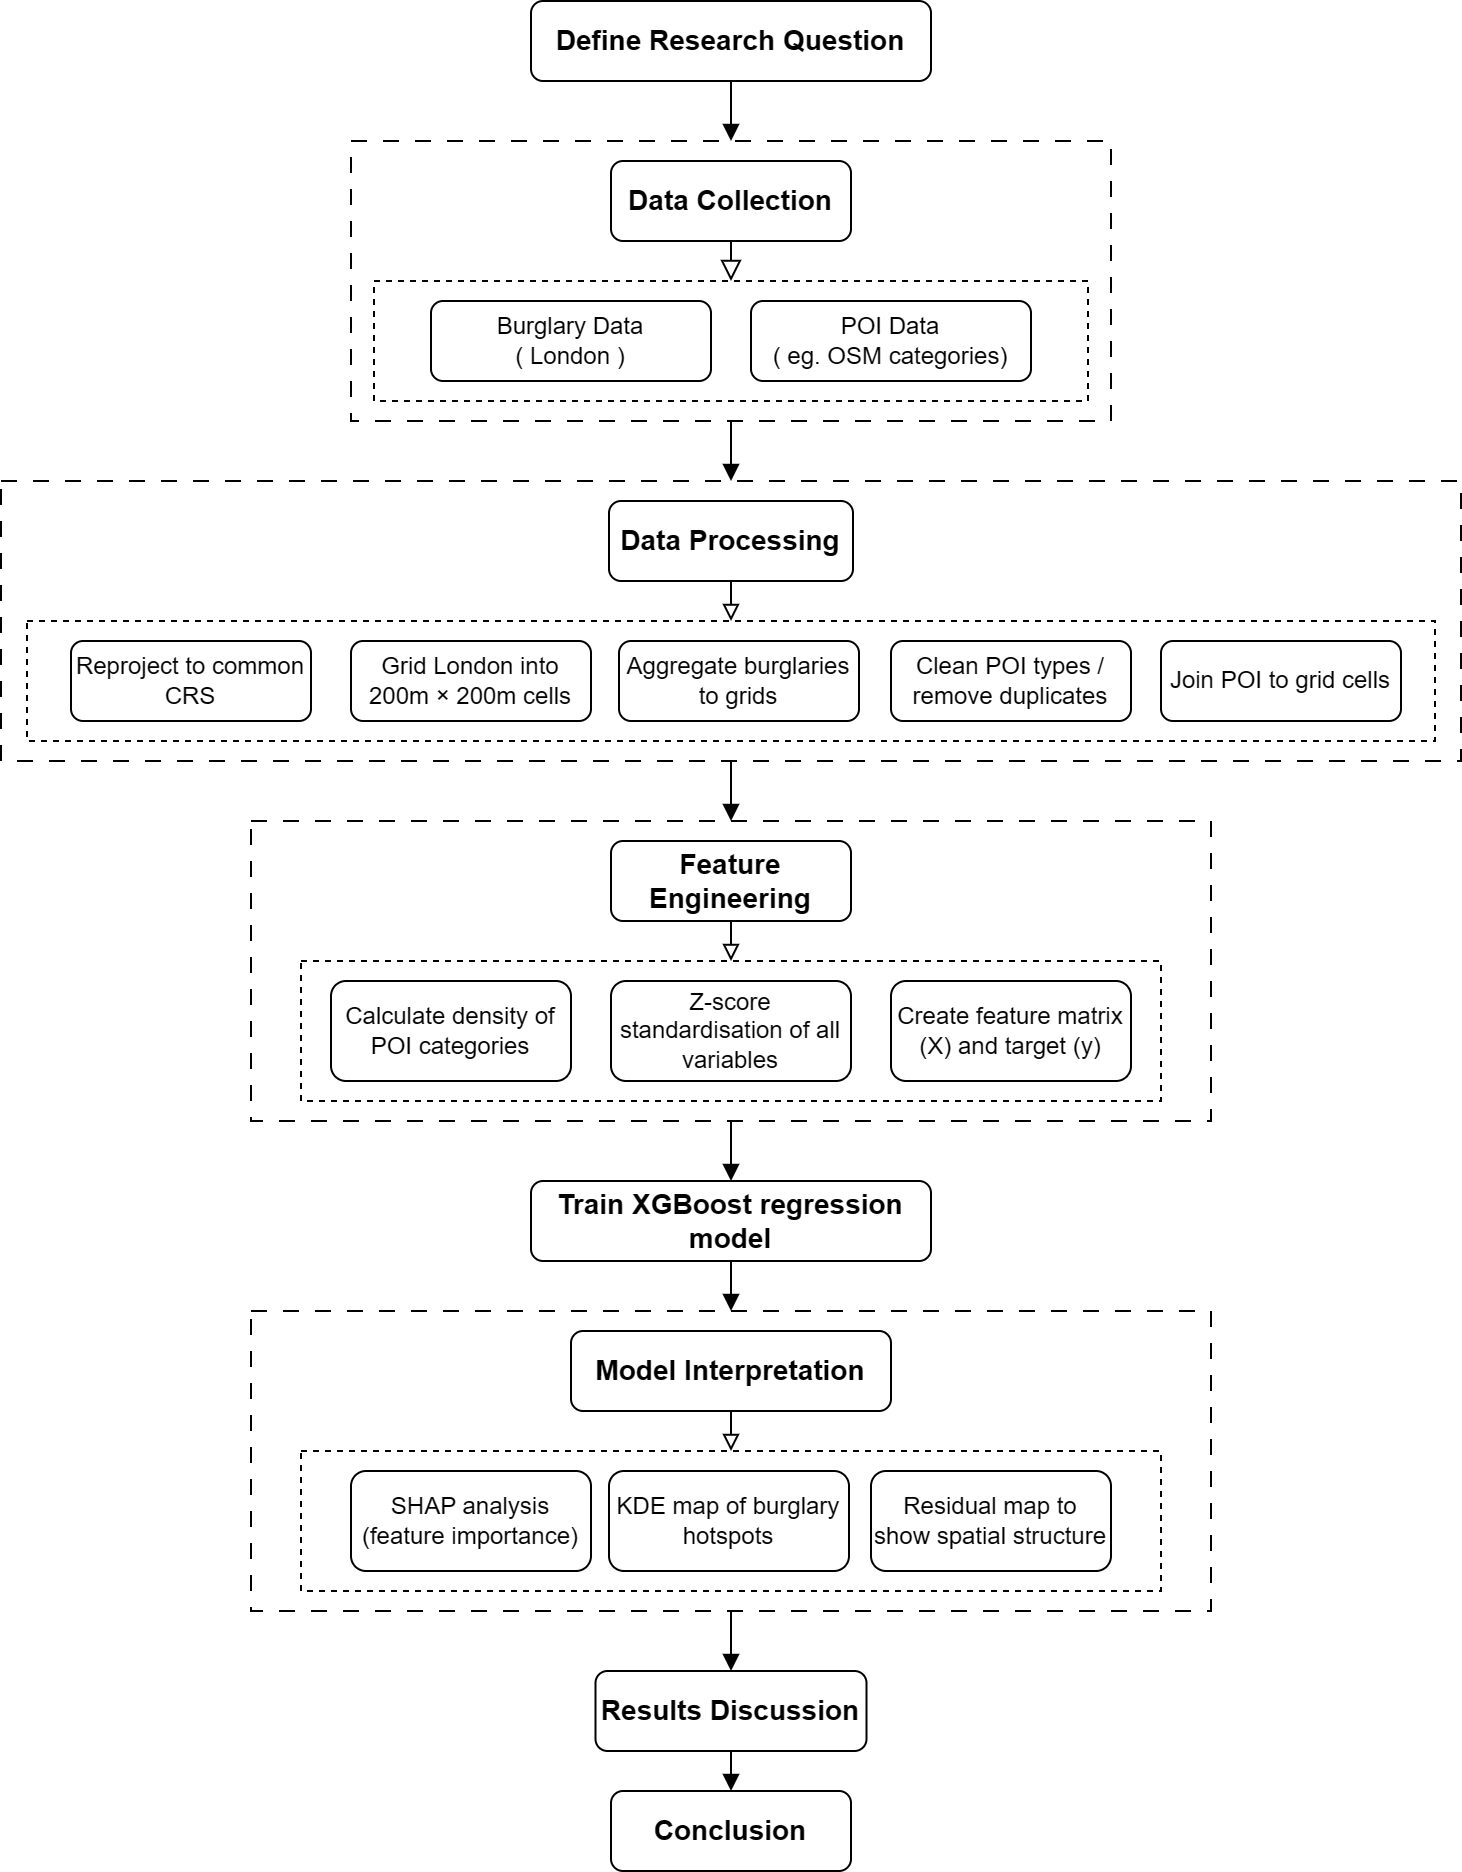 Define Research Question
Data Collection
Burglary Data
( London )
POI Data
( eg. OSM categories)
Data Processing
Reproject to common
CRS
Grid London into
200m × 200m cells
Aggregate burglaries
to grids
Clean POI types /
remove duplicates
Join POI to grid cells
Feature
Engineering
Calculate density of
POI categories
Z-score
standardisation of all
variables
Create feature matrix
(X) and target (y)
Train XGBoost regression
model
Model Interpretation
SHAP analysis
(feature importance)
KDE map of burglary
hotspots
Residual map to
show spatial structure
Results Discussion
Conclusion